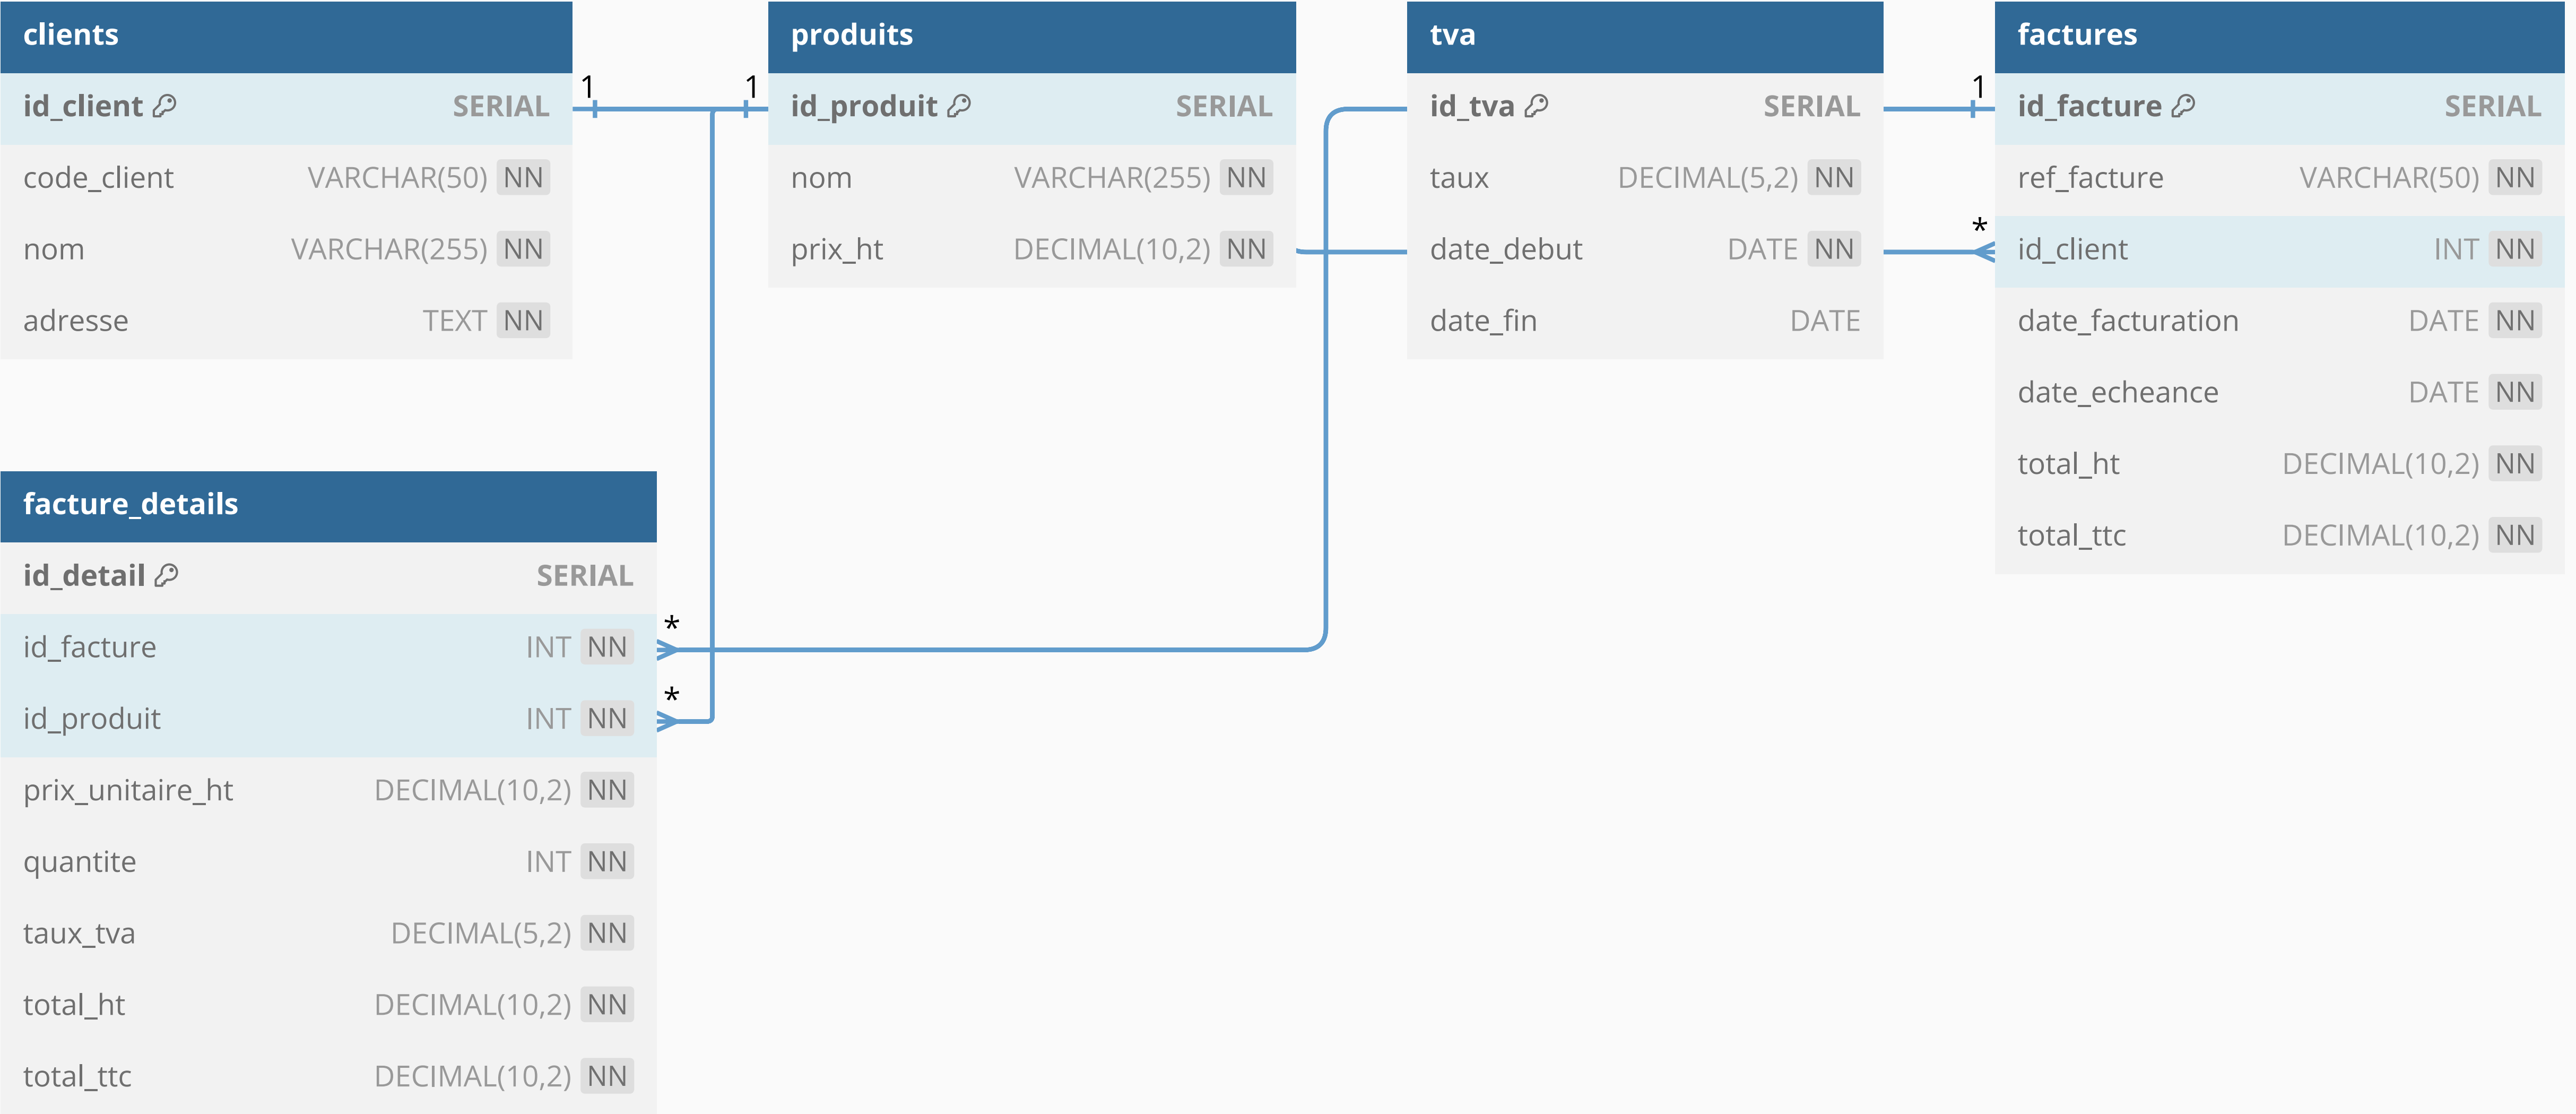 clients
1
id_client SERIAL
code_client VARCHAR(50) NN
nom VARCHAR(255) NN
adresse TEXT NN
produits
1
id_produit SERIAL
nom VARCHAR(255) NN
prix_ht DECIMAL(10,2) NN
tva
id_tva SERIAL
taux DECIMAL(5,2) NN
date_debut DATE NN
date_fin DATE
factures
1
id_facture SERIAL
ref_facture VARCHAR(50) NN
*
id_client INT NN
date_facturation DATE NN
date_echeance DATE NN
total_ht DECIMAL(10,2) NN
total_ttc DECIMAL(10,2) NN
facture_details
id_detail SERIAL
*
id_facture INT NN
*
id_produit INT NN
prix_unitaire_ht DECIMAL(10,2) NN
quantite INT NN
taux_tva DECIMAL(5,2) NN
total_ht DECIMAL(10,2) NN
total_ttc DECIMAL(10,2) NN